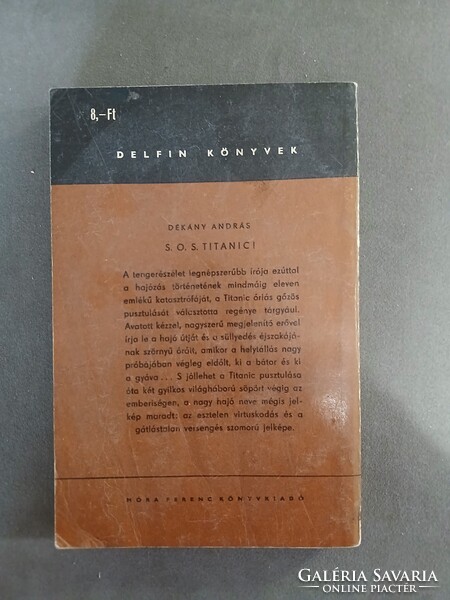 8,–Ft
DELFIN KÖNYVEK
DÉKÁNY ANDRÁS
S. O. S. TITANIC!
A tengerészélet legnépszerűbb írója ezúttal
a hajózás történetének mindmáig eleven
emlékű katasztrófáját, a Titanic óriás gőzös
pusztulását választotta regénye tárgyául.
Avatott kézzel, nagyszerű megjelenítő erővel
írja le a hajó útját és a süllyedés éjszakájá-
nak szörnyű óráit, amikor a helytállás nagy
próbájában végleg eldőlt, ki a bátor és ki
a gyáva... S jóllehet a Titanic pusztulása
óta két gyilkos világháború söpört végig az
emberiségen, a nagy hajó neve mégis jel-
kép maradt: az esztelen virtuskodás és a
gátlástalan versengés szomorú jelképe.
MÓRA FERENC KÖNYVKIADÓ
GALÉRIA SAVARIA
ONLINE PIACTÉR